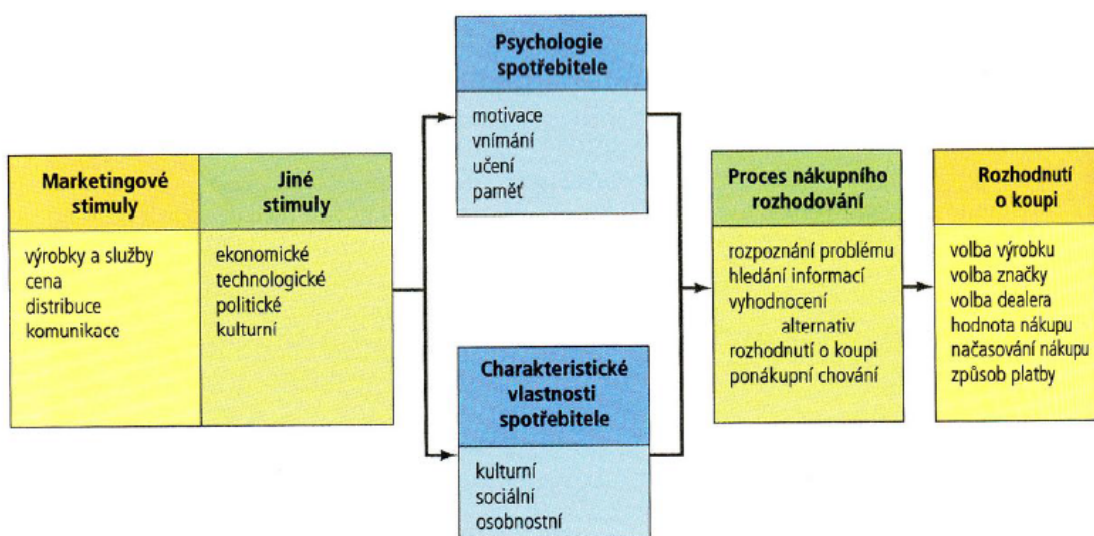 Psychologie
spotřebitele
motivace
vnímání
učení
paměť
Marketingové
stimuly
výrobky a služby
cena
distribuce
komunikace
Jiné
stimuly
ekonomické
technologické
politické
kulturní
Charakteristické
vlastnosti
spotřebitele
kulturní
sociální
osobnostní
Proces nákupního
rozhodování
rozpoznání problému
hledání informací
vyhodnocení
alternativ
rozhodnutí o koupi
ponákupní chování
Rozhodnutí
o koupi
volba výrobku
volba značky
volba dealera
hodnota nákupu
načasování nákupu
způsob platby